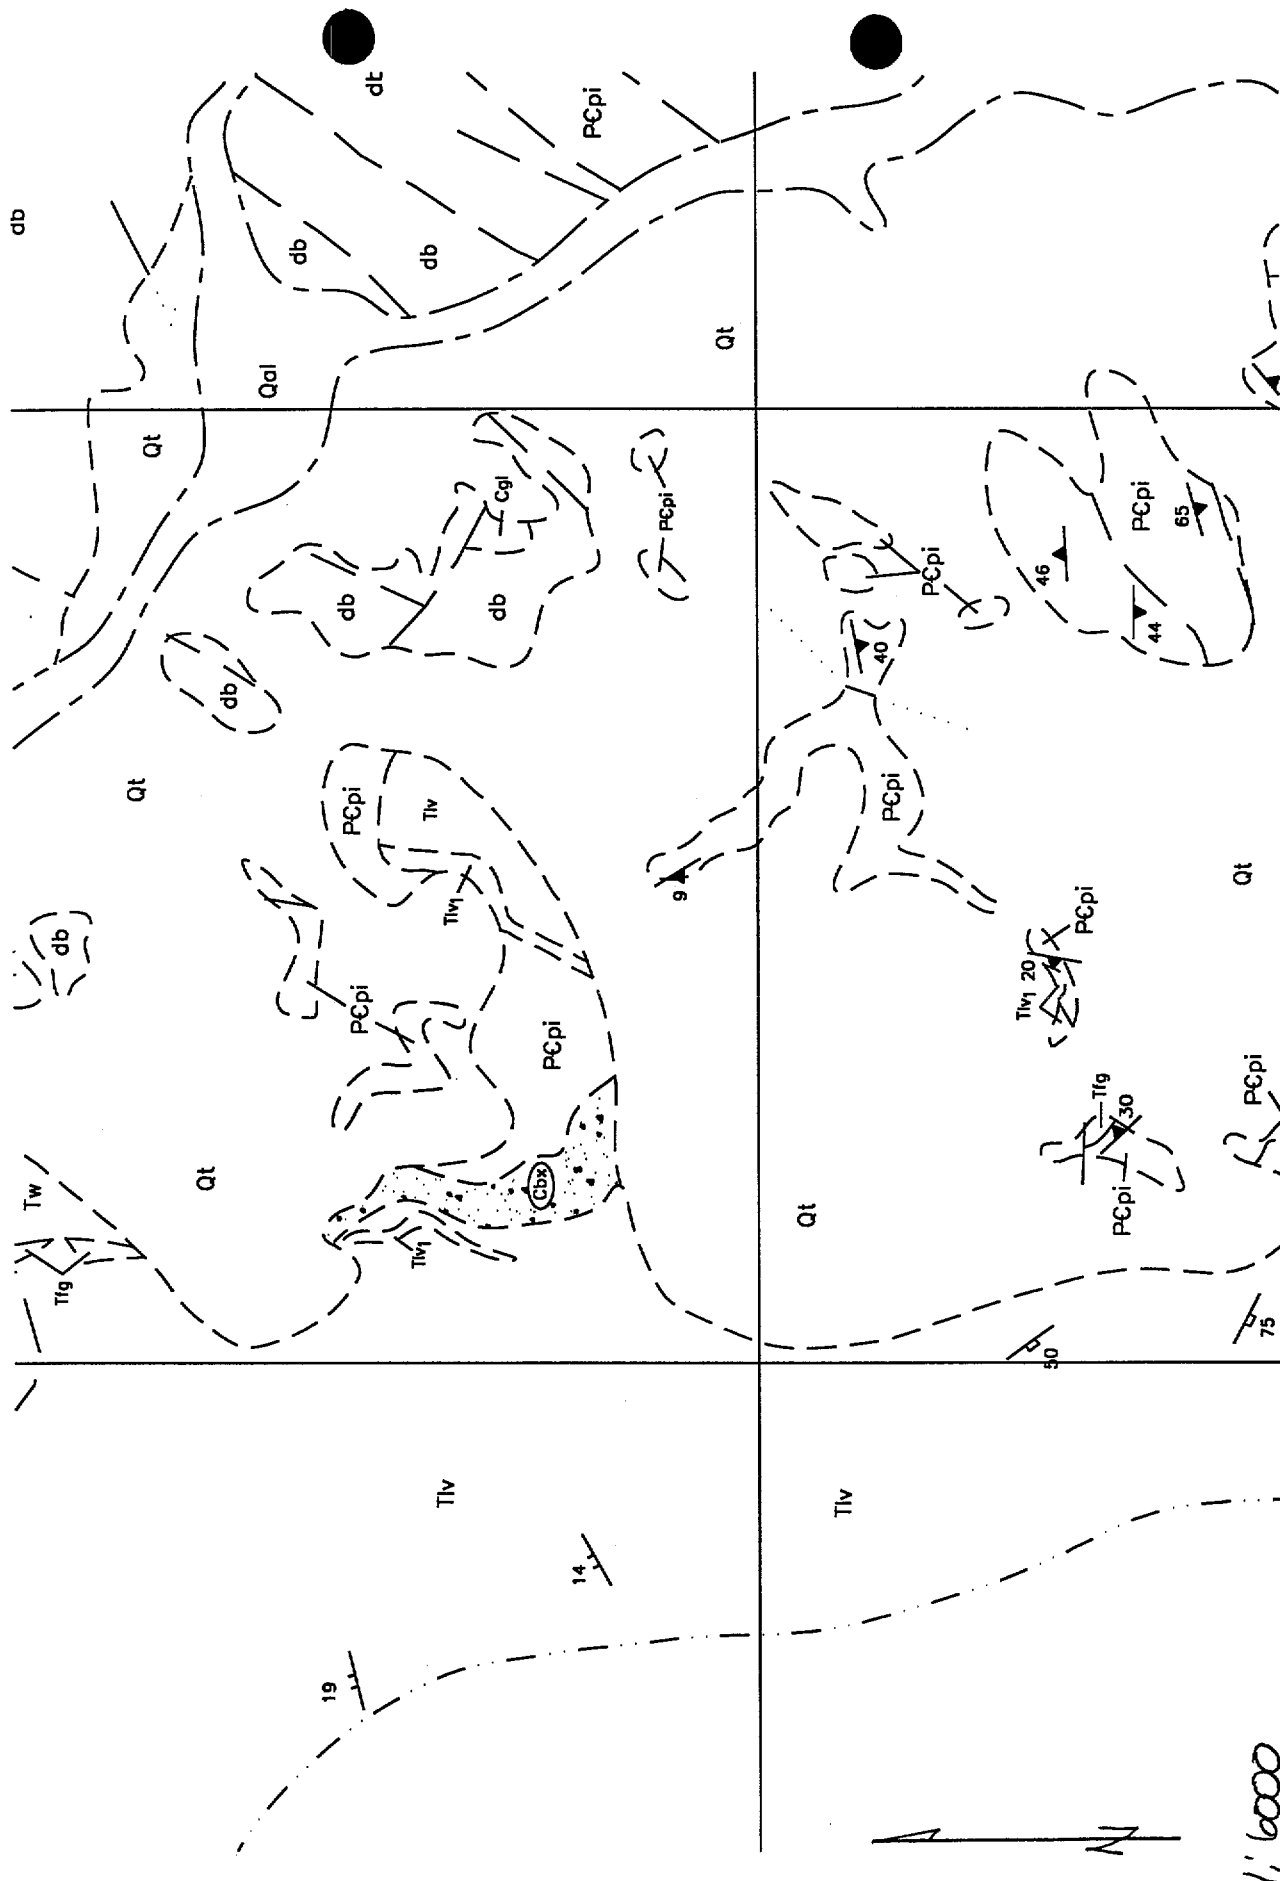 db
dt
PЄpi
db
db
Qt
Qal
Qt
Cgl
PЄpi
PЄpi
65
46
44
PЄpi
40
db
db
db
Qt
PЄpi
Tlv
Tlv1
PЄpi
9
Qt
db
PЄpi
PЄpi
20
Tlv1
PЄpi
Tfg
30
PЄpi
PЄpi
Tw
Qt
Cbx
Tlv1
Tfg
Qt
50
75
Tlv
Tlv
14
19
N
1:6000